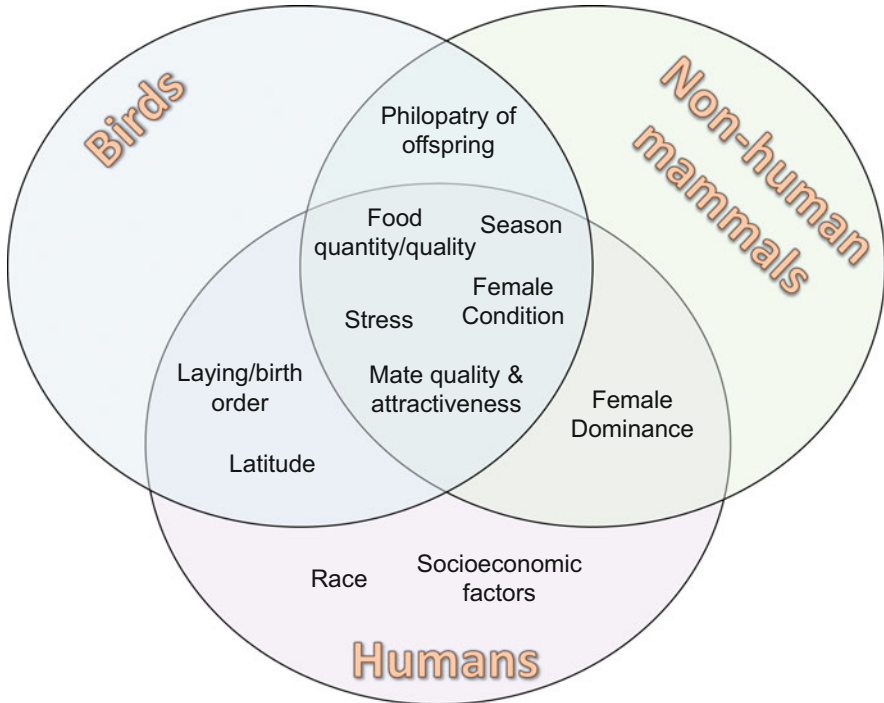 Birds
Non-human
mammals
Philopatry of
offspring
Food
quantity/quality
Season
Stress
Female
Condition
Laying/birth
order
Mate quality &
attractiveness
Female
Dominance
Latitude
Race
Socioeconomic
factors
Humans